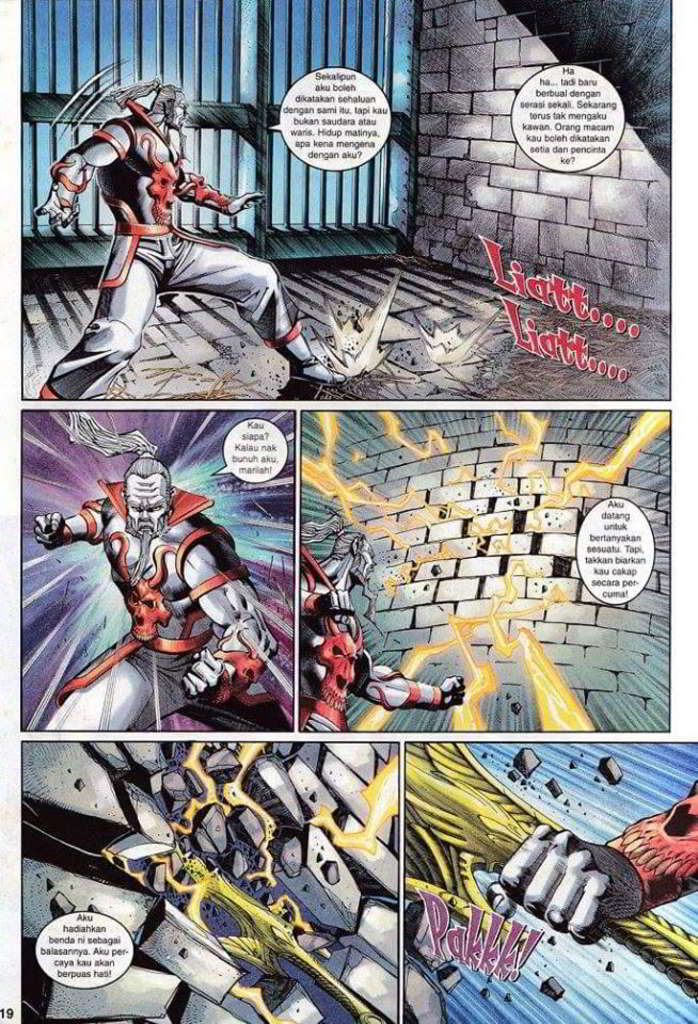 Sekalipun
aku boleh
dikatakan sehaluan
dengan sami itu, tapi kau
bukan saudara atau
waris. Hidup matinya,
apa kena mengena
dengan aku?
Ha
ha... tadi baru
berbual dengan
serasi sekali. Sekarang
terus tak mengaku
kawan. Orang macam
kau boleh dikatakan
setia dan pencinta
ke?
Liatt....
Liatt....
Kau
siapa?
Kalau nak
bunuh aku,
marilah!
Aku
datang
untuk
bertanyakan
sesuatu. Tapi,
takkan biarkan
kau cakap
secara per-
cuma!
Aku
hadiahkan
benda ni sebagai
balasannya. Aku per-
caya kau akan
berpuas hati!
Pakkk!
19